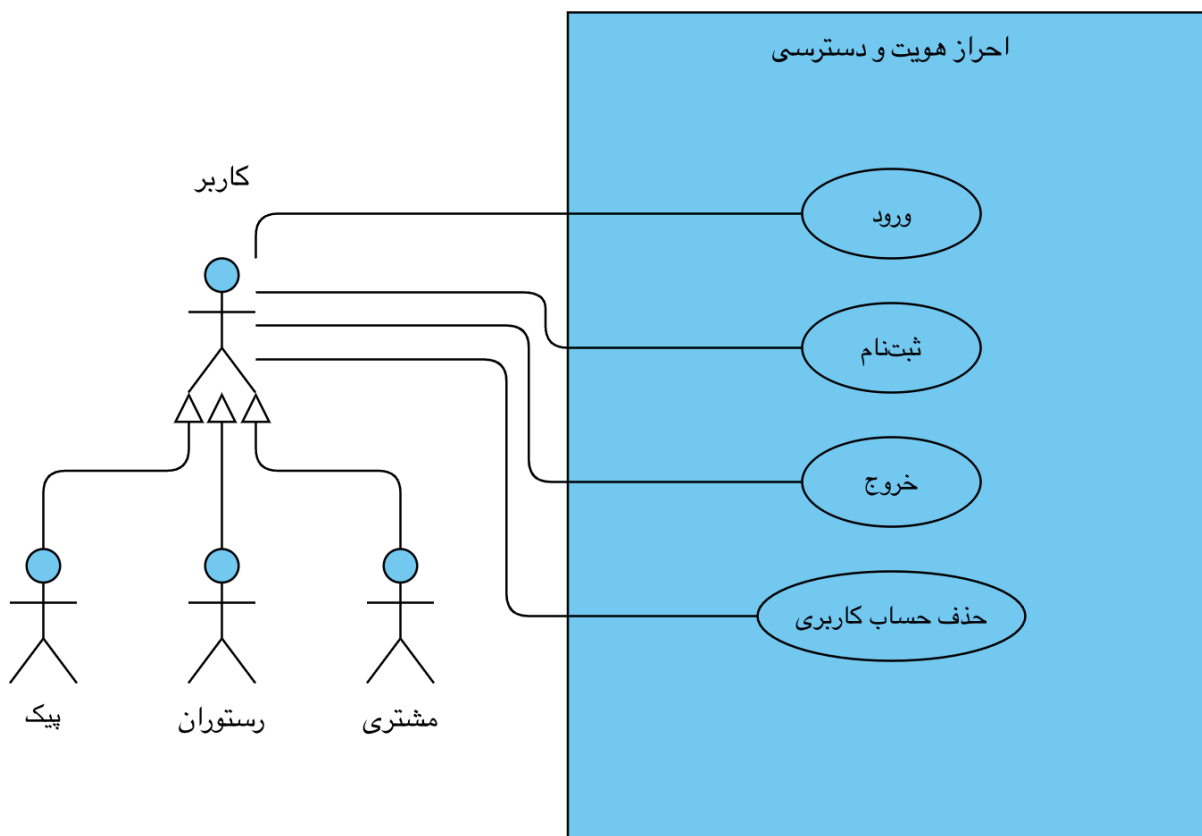 احراز هویت و دسترسی
کاربر
ورود
ثبت‌نام
خروج
حذف حساب کاربری
مشتری
رستوران
پیک